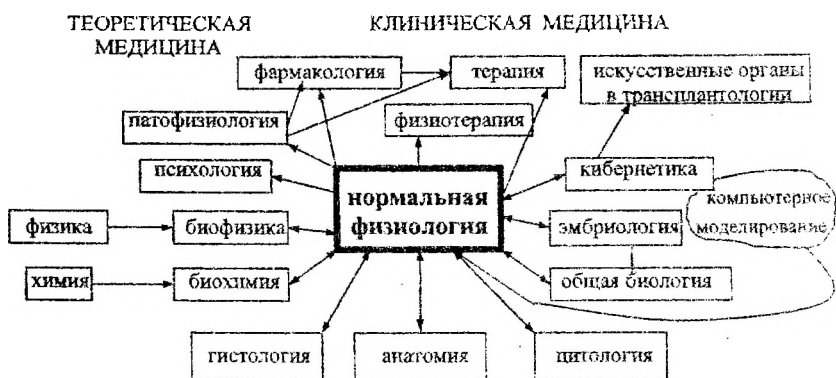 ТЕОРЕТИЧЕСКАЯ
МЕДИЦИНА
КЛИНИЧЕСКАЯ МЕДИЦИНА
фармакология
терапия
искусственные органы
в трансплантологии
патофизиология
физиотерапия
психология
нормальная
физиология
кибернетика
компьютерное
моделирование
физика
биофизика
эмбриология
химия
биохимия
общая биология
гистология
анатомия
цитология